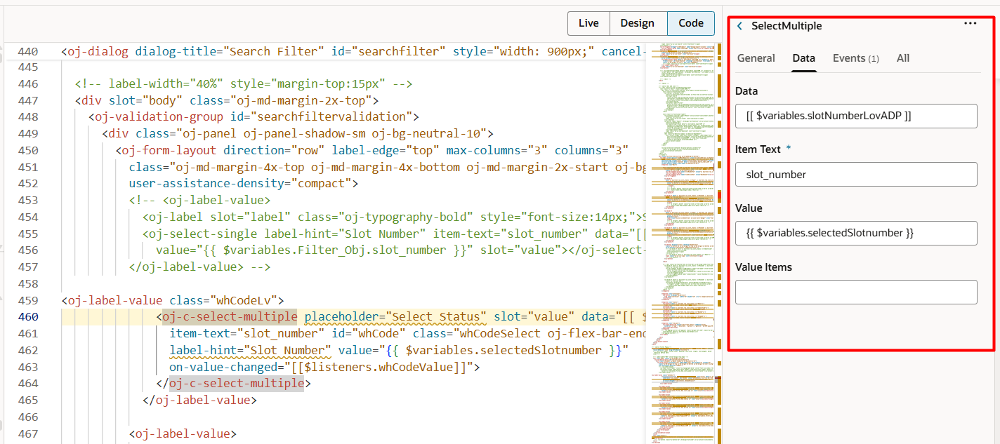 Live Design Code
440 <oj-dialog dialog-title="Search Filter" id="searchfilter" style="width: 900px;" cancel-
445
446 <!-- label-width="40%" style="margin-top:15px" -->
447 <div slot="body" class="oj-md-margin-2x-top">
448 <oj-validation-group id="searchfiltervalidation">
449 <div class="oj-panel oj-panel-shadow-sm oj-bg-neutral-10">
450 <oj-form-layout direction="row" label-edge="top" max-columns="3" columns="3"
451 class="oj-md-margin-4x-top oj-md-margin-4x-bottom oj-md-margin-2x-start oj-bg
452 user-assistance-density="compact">
453 <!-- <oj-label-value>
454 <oj-label slot="label" class="oj-typography-bold" style="font-size:14px;">S
455 <oj-select-single label-hint="Slot Number" item-text="slot_number" data="[[
456 value="{{ $variables.Filter_Obj.slot_number }}" slot="value"></oj-select-
457 </oj-label-value> -->
458
459 <oj-label-value class="whCodeLv">
460 <oj-c-select-multiple placeholder="Select Status" slot="value" data="[[ $
461 item-text="slot_number" id="whCode" class="whCodeSelect oj-flex-bar-end
462 label-hint="Slot Number" value="{{ $variables.selectedSlotnumber }}"
463 on-value-changed="[[$listeners.whCodeValue]]">
464 </oj-c-select-multiple>
465 </oj-label-value>
466
467 <oj-label-value>
SelectMultiple
General Data Events (1) All
Data
[[ $variables.slotNumberLovADP ]]
Item Text *
slot_number
Value
{{ $variables.selectedSlotnumber }}
Value Items